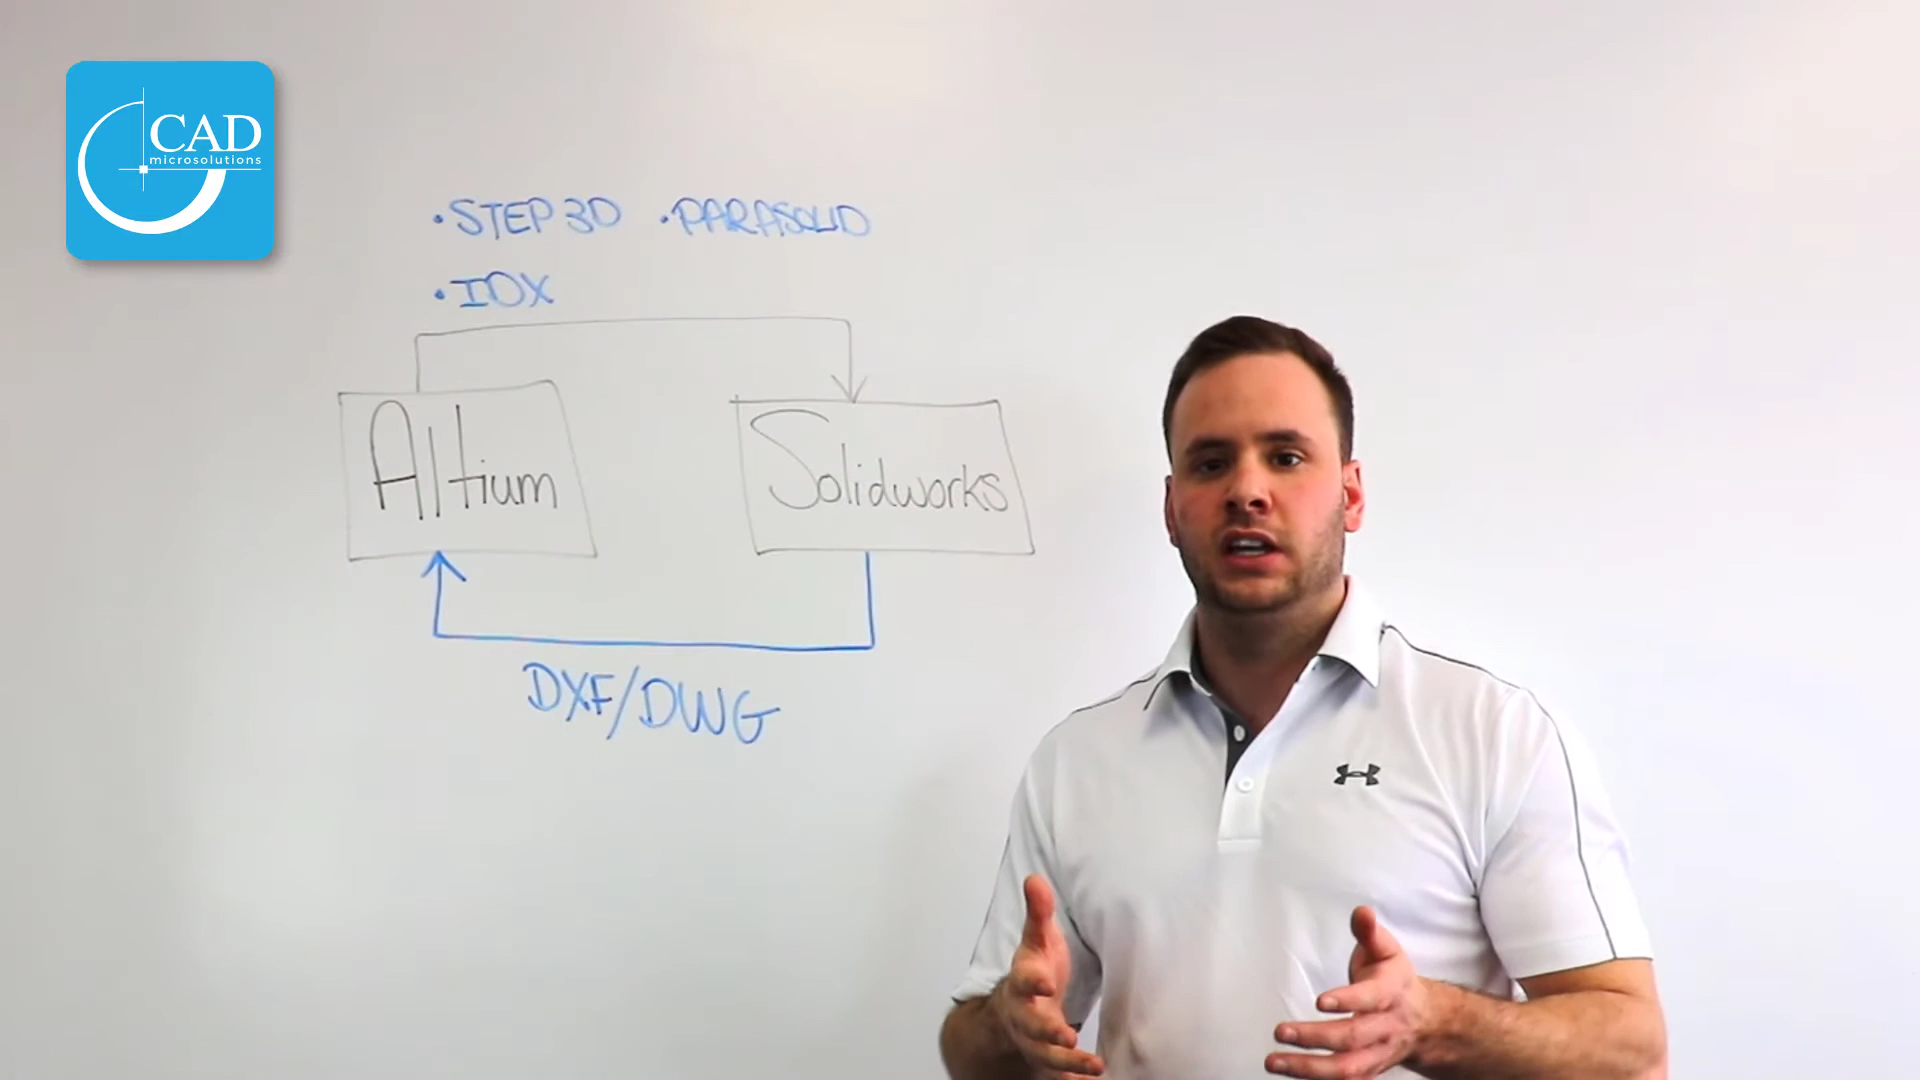 CAD
microsolutions
• STEP 3D • PARASOLID
• IDX
Altium
Solidworks
DXF/DWG